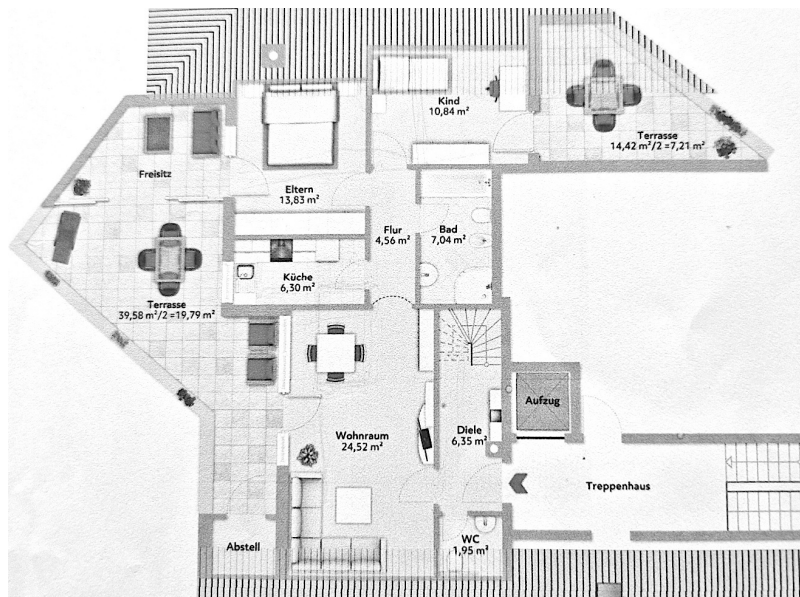 Kind
10,84 m²
Terrasse
14,42 m²/2 =7,21 m²
Freisitz
Eltern
13,83 m²
Flur
4,56 m²
Bad
7,04 m²
Küche
6,30 m²
Terrasse
39,58 m²/2 =19,79 m²
Aufzug
Wohnraum
24,52 m²
Diele
6,35 m²
Treppenhaus
Abstell
WC
1,95 m²